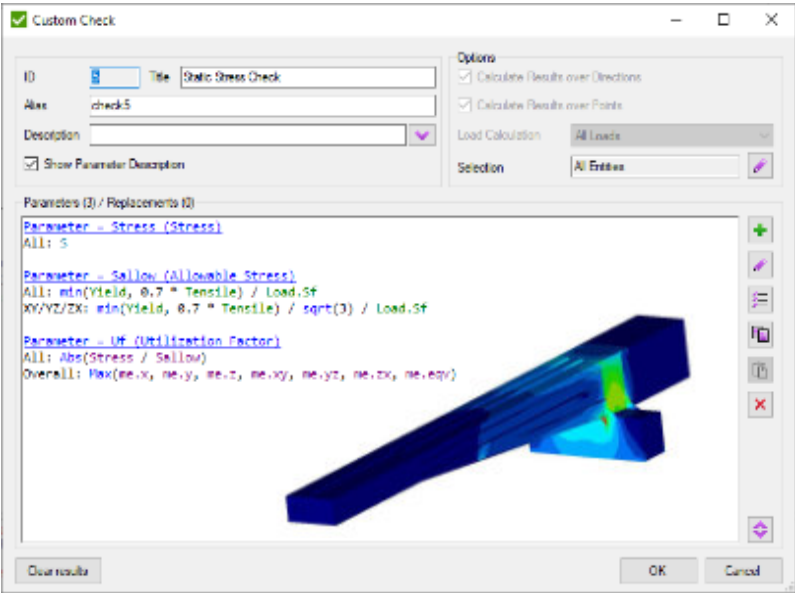 Custom Check
ID 5 Title Static Stress Check
Alias check5
Description
Show Parameter Description
Options
Calculate Results over Directions
Calculate Results over Points
Load Calculation All Loads
Selection All Entities
Parameters (3) / Replacements (0)
Parameter - Stress (Stress)
All: S
Parameter - Sallow (Allowable Stress)
All: min(Yield, 0.7 * Tensile) / Load.Sf
XY/YZ/ZX: min(Yield, 0.7 * Tensile) / sqrt(3) / Load.Sf
Parameter - Uf (Utilization Factor)
All: Abs(Stress / Sallow)
Overall: Max(me.x, me.y, me.z, me.xy, me.yz, me.zx, me.eqv)
Clear results
OK
Cancel